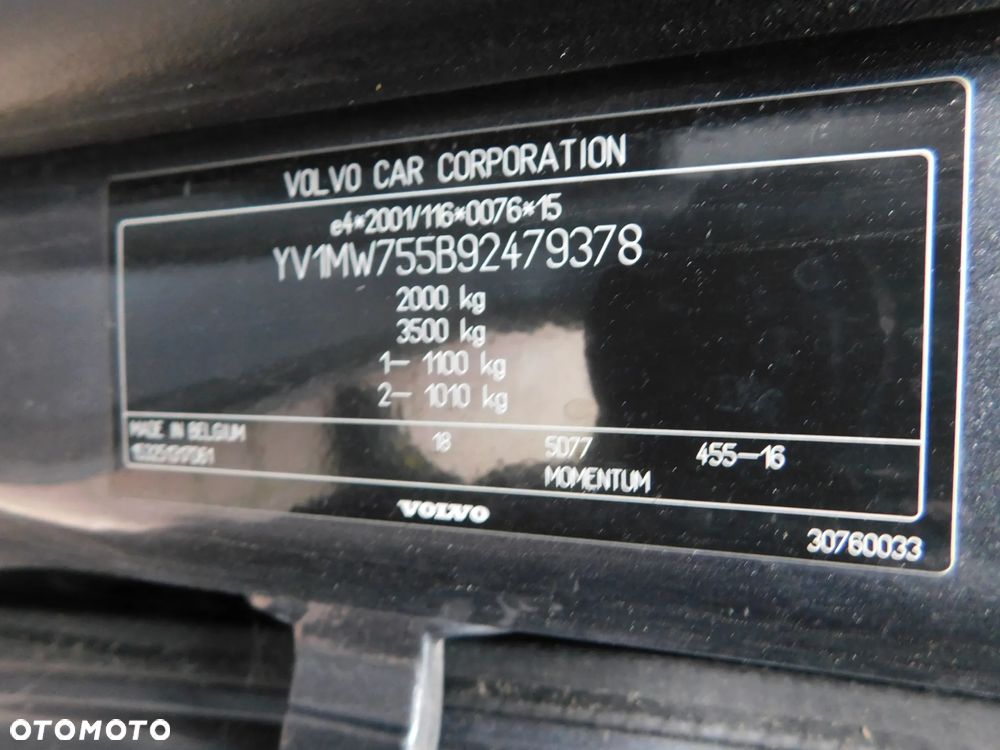 VOLVO CAR CORPORATION
e4*2001/116*0076*15
YV1MW755B92479378
2000 kg
3500 kg
1- 1100 kg
2- 1010 kg
MADE IN BELGIUM 18 5D77 455-16
MOMENTUM
VOLVO
30760033
OTOMOTO